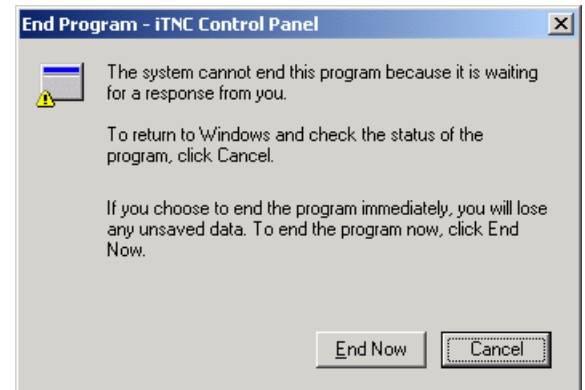 End Program - iTNC Control Panel
The system cannot end this program because it is waiting
for a response from you.
To return to Windows and check the status of the
program, click Cancel.
If you choose to end the program immediately, you will lose
any unsaved data. To end the program now, click End
Now.
End Now Cancel